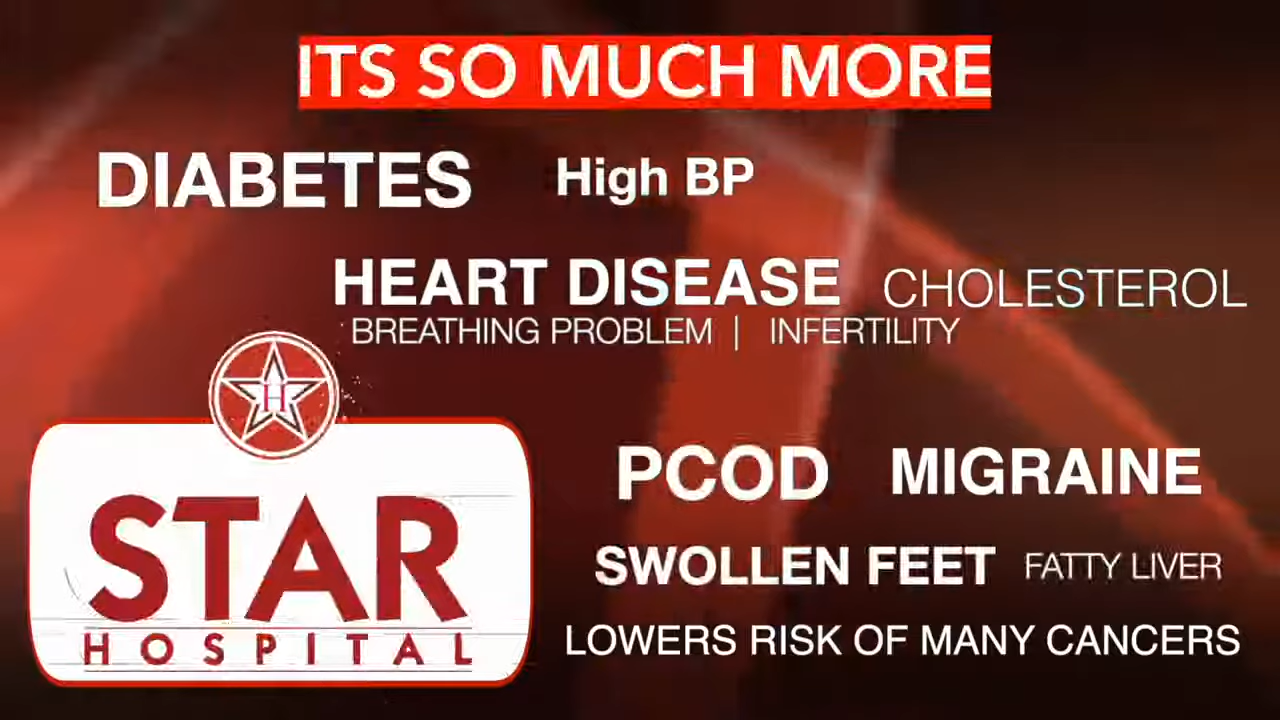 ITS SO MUCH MORE
DIABETES High BP
HEART DISEASE CHOLESTEROL
BREATHING PROBLEM | INFERTILITY
H
PCOD MIGRAINE
STAR
SWOLLEN FEET FATTY LIVER
HOSPITAL
LOWERS RISK OF MANY CANCERS